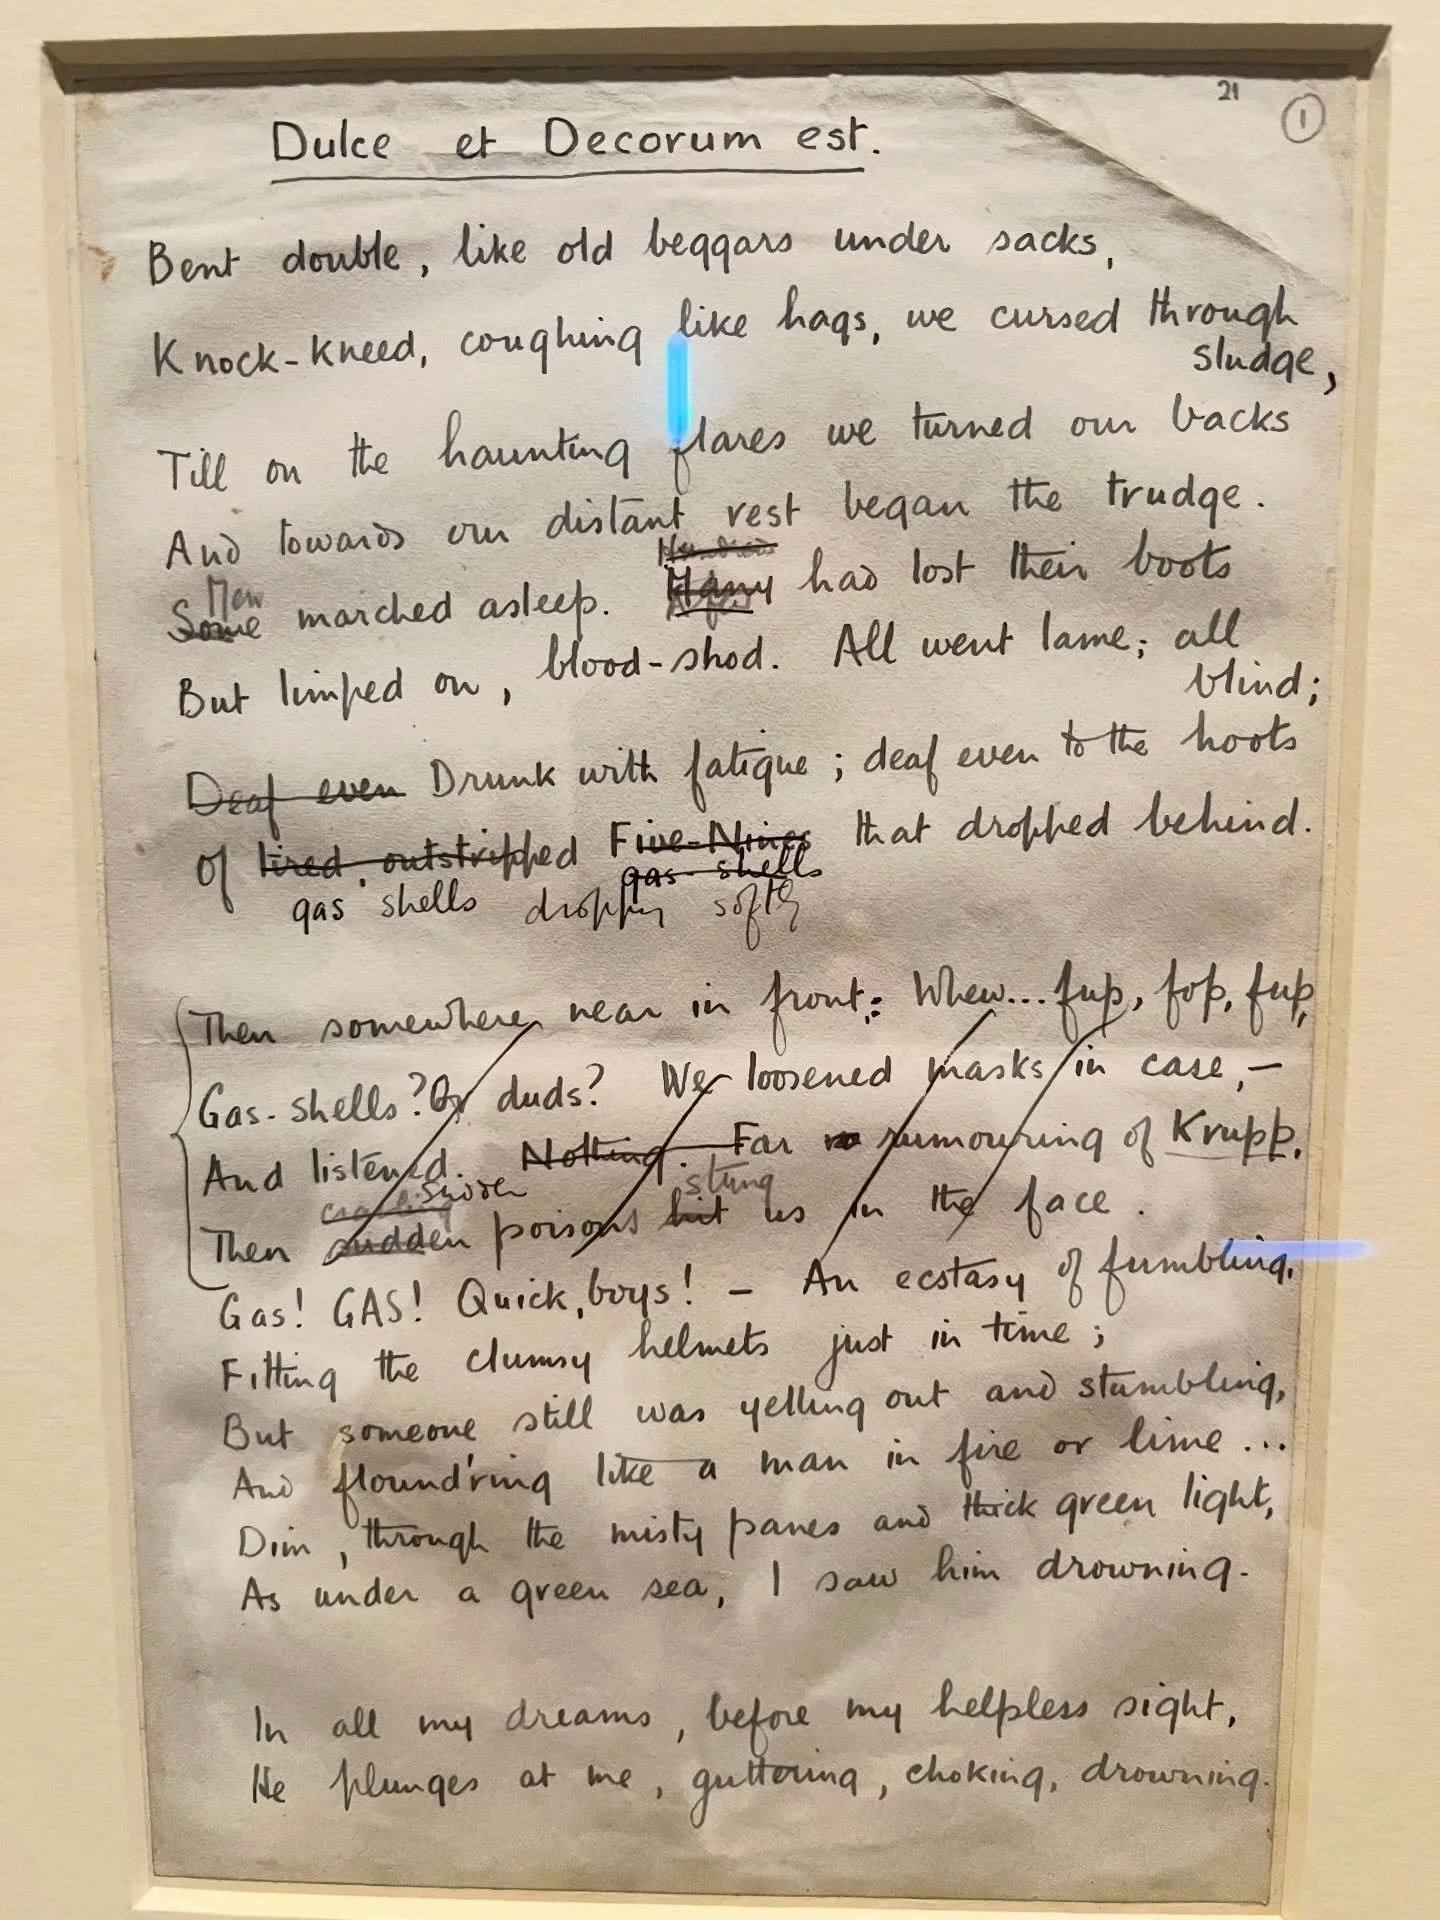 21
1
Dulce et Decorum est.
Bent double, like old beggars under sacks,
Knock-kneed, coughing like hags, we cursed through
sludge,
Till on the haunting flares we turned our backs
And towards our distant rest began the trudge.
Hundreds
Men
Some marched asleep. Many had lost their boots
But limped on, blood-shod. All went lame; all
blind;
Deaf even Drunk with fatigue; deaf even to the hoots
Of tired, outstripped Five-Nines that dropped behind.
gas-shells
gas shells dropping softly
Then somewhere near in front: Whew... fup, fop, fup,
Gas-shells? Or duds? We loosened masks in case,—
And listened. Nothing. Far rumouring of Krupp.
sudden stung
Then sudden poisons hit us in the face.
Gas! GAS! Quick, boys! — An ecstasy of fumbling,
Fitting the clumsy helmets just in time;
But someone still was yelling out and stumbling,
And flound'ring like a man in fire or lime...
Dim, through the misty panes and thick green light,
As under a green sea, I saw him drowning.
In all my dreams, before my helpless sight,
He plunges at me, guttering, choking, drowning.